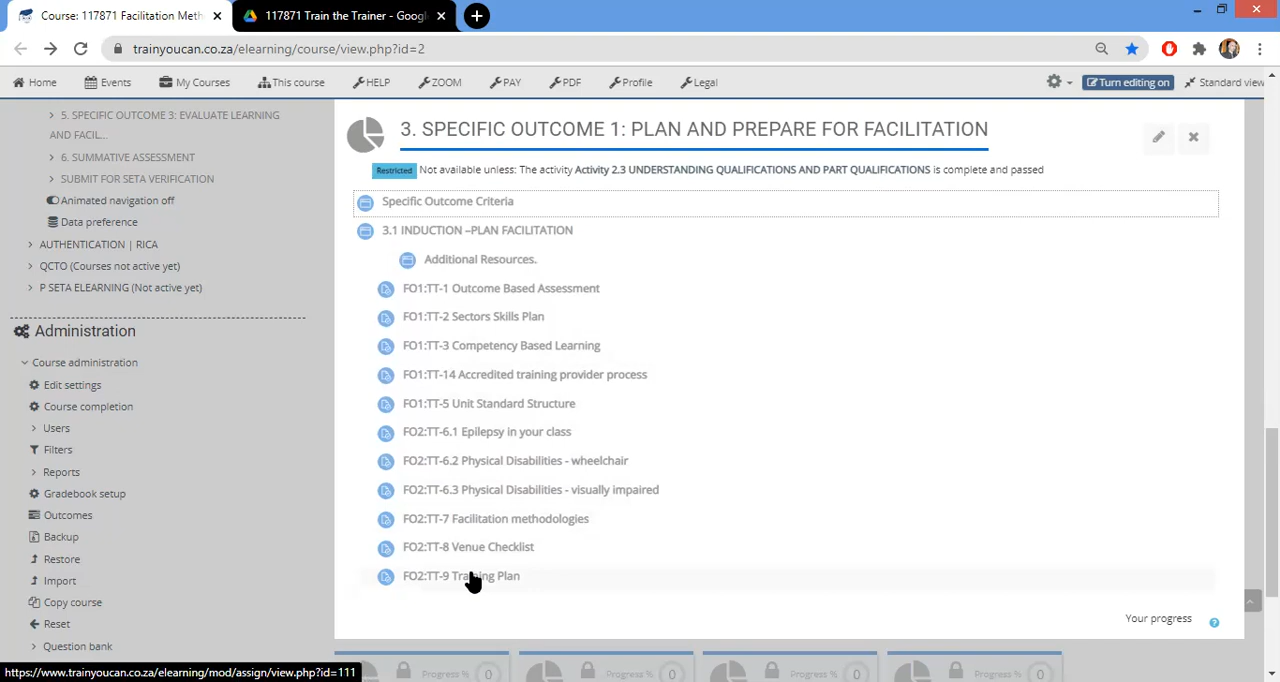 Course: 117871 Facilitation Meth
117871 Train the Trainer - Google
trainyoucan.co.za/elearning/course/view.php?id=2
Home
Events
My Courses
This course
HELP
ZOOM
PAY
PDF
Profile
Legal
Turn editing on
Standard view
5. SPECIFIC OUTCOME 3: EVALUATE LEARNING
AND FACIL...
6. SUMMATIVE ASSESSMENT
SUBMIT FOR SETA VERIFICATION
Animated navigation off
Data preference
AUTHENTICATION | RICA
QCTO (Courses not active yet)
P SETA ELEARNING (Not active yet)
Administration
Course administration
Edit settings
Course completion
Users
Filters
Reports
Gradebook setup
Outcomes
Backup
Restore
Import
Copy course
Reset
Question bank
3. SPECIFIC OUTCOME 1: PLAN AND PREPARE FOR FACILITATION
Restricted Not available unless: The activity Activity 2.3 UNDERSTANDING QUALIFICATIONS AND PART QUALIFICATIONS is complete and passed
Specific Outcome Criteria
3.1 INDUCTION –PLAN FACILITATION
Additional Resources.
FO1:TT-1 Outcome Based Assessment
FO1:TT-2 Sectors Skills Plan
FO1:TT-3 Competency Based Learning
FO1:TT-14 Accredited training provider process
FO1:TT-5 Unit Standard Structure
FO2:TT-6.1 Epilepsy in your class
FO2:TT-6.2 Physical Disabilities - wheelchair
FO2:TT-6.3 Physical Disabilities - visually impaired
FO2:TT-7 Facilitation methodologies
FO2:TT-8 Venue Checklist
FO2:TT-9 Training Plan
Your progress
Progress % 0
Progress % 0
Progress % 0
Progress % 0
https://www.trainyoucan.co.za/elearning/mod/assign/view.php?id=111